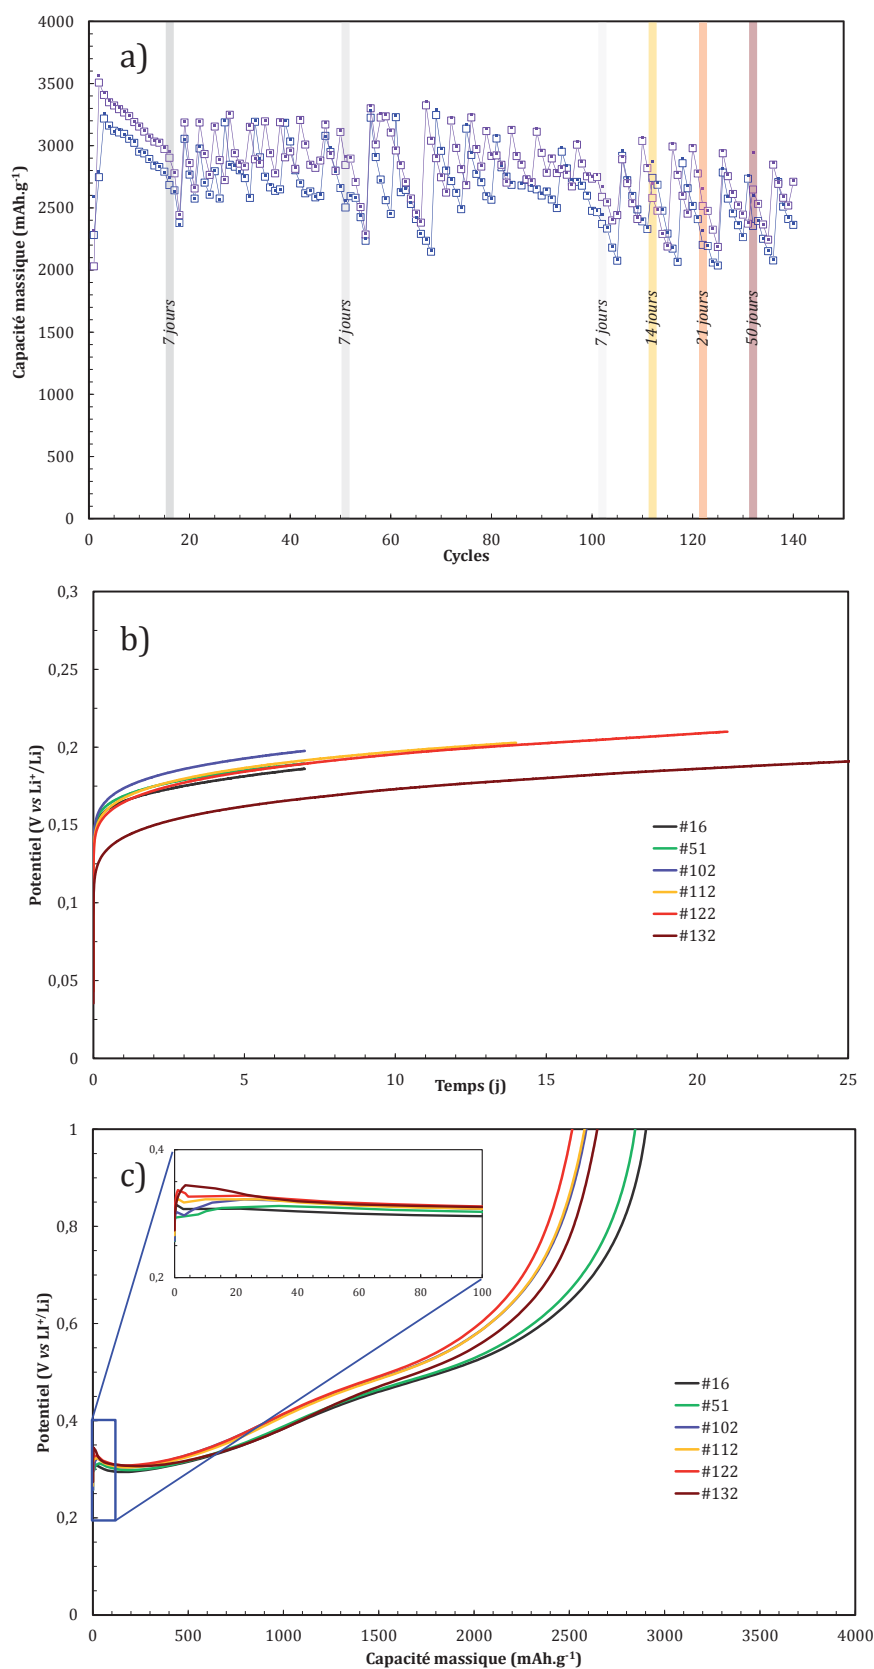 a)
Capacité massique (mAh.g⁻¹)
4000
3500
3000
2500
2000
1500
1000
500
0
7 jours
7 jours
7 jours
14 jours
21 jours
50 jours
0 20 40 60 80 100 120 140
Cycles
b)
Potentiel (V vs Li⁺/Li)
0,3
0,25
0,2
0,15
0,1
0,05
0
#16
#51
#102
#112
#122
#132
0 5 10 15 20 25
Temps (j)
c)
Potentiel (V vs LI⁺/Li)
1
0,8
0,6
0,4
0,2
0
0,4
0,2
0 20 40 60 80 100
#16
#51
#102
#112
#122
#132
0 500 1000 1500 2000 2500 3000 3500 4000
Capacité massique (mAh.g⁻¹)